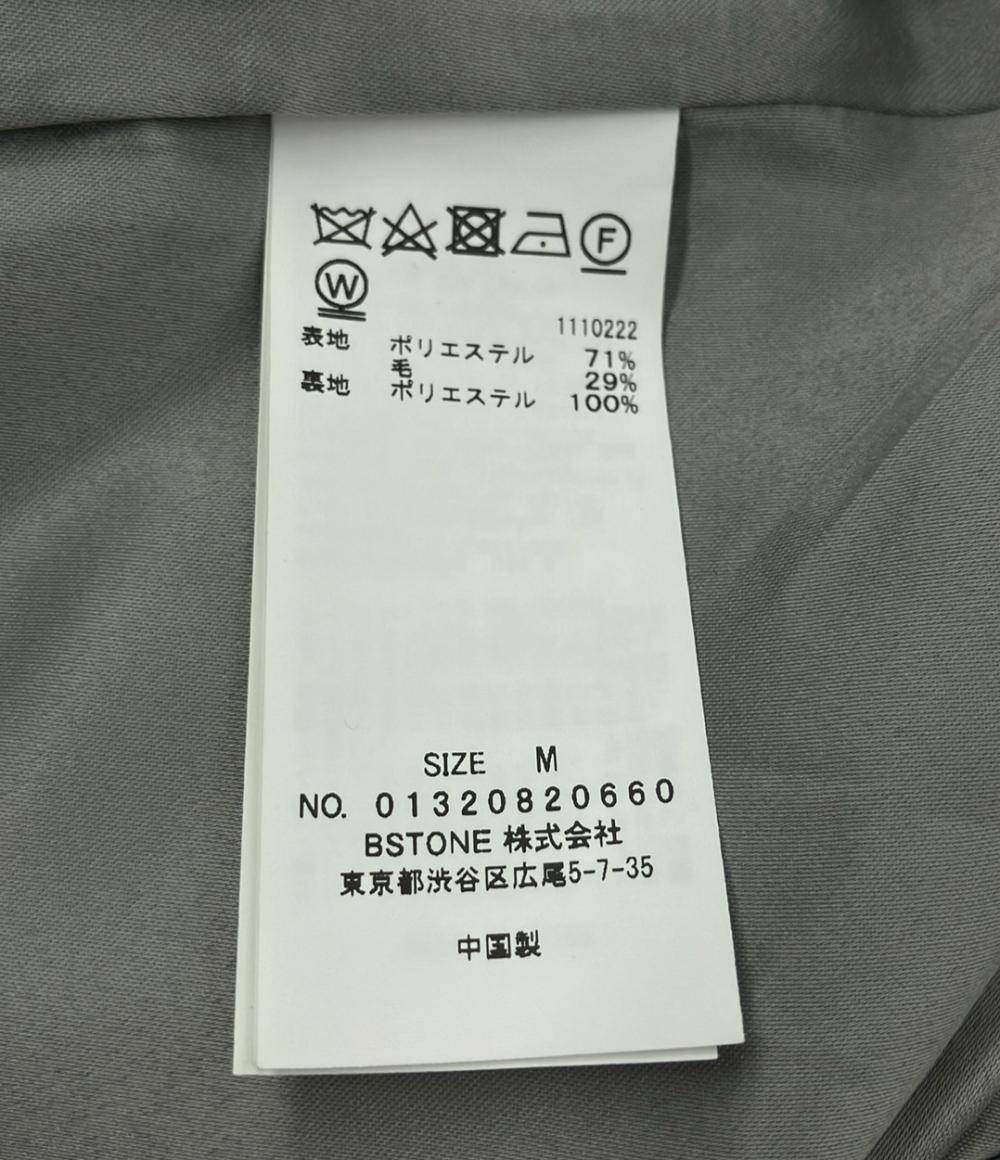 F
W
1110222
表地 ポリエステル 71%
毛 29%
裏地 ポリエステル 100%
SIZE M
NO. 01320820660
BSTONE 株式会社
東京都渋谷区広尾5-7-35
中国製